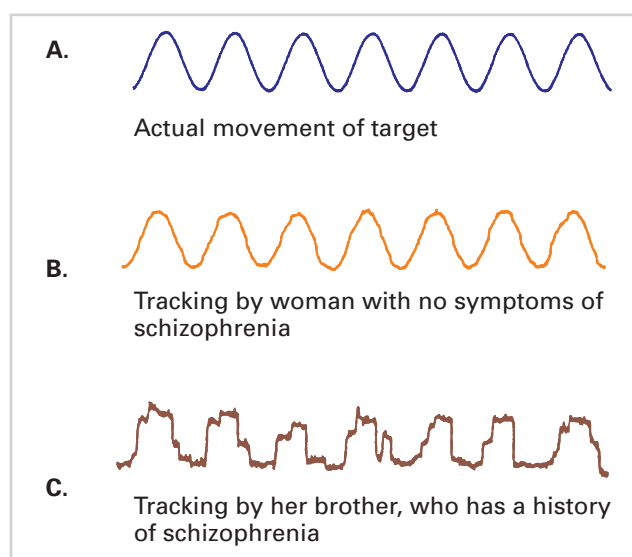 A.
Actual movement of target
B.
Tracking by woman with no symptoms of
schizophrenia
C.
Tracking by her brother, who has a history
of schizophrenia